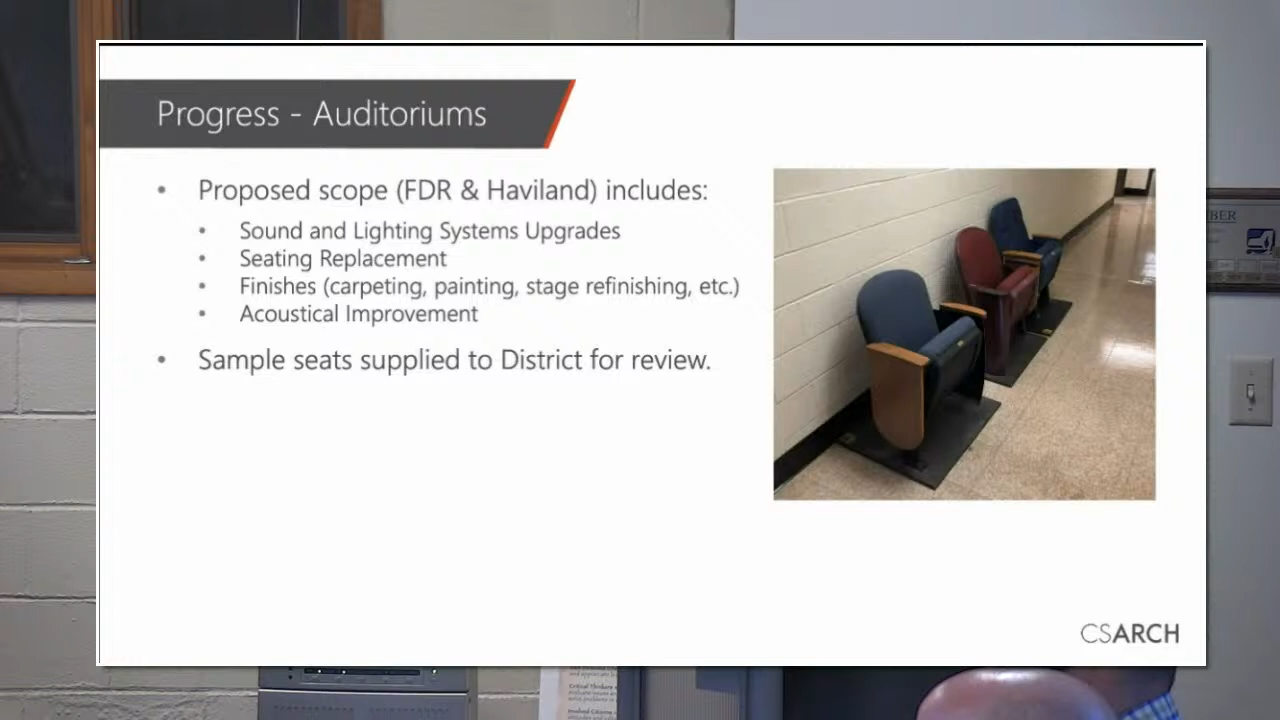 Progress - Auditoriums
• Proposed scope (FDR & Haviland) includes:
• Sound and Lighting Systems Upgrades
• Seating Replacement
• Finishes (carpeting, painting, stage refinishing, etc.)
• Acoustical Improvement
• Sample seats supplied to District for review.
CSARCH